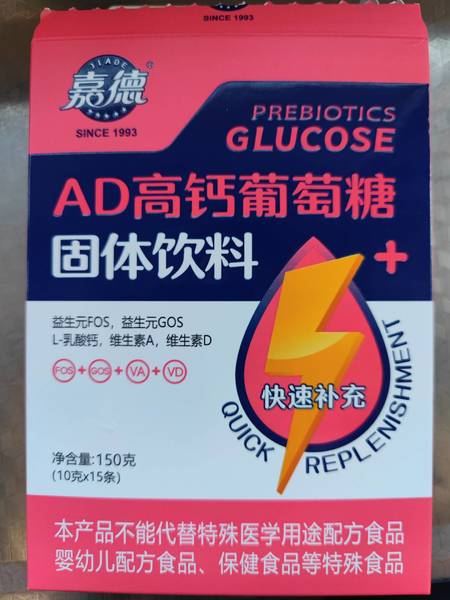 SINCE 1993
JIADE
嘉德®
SINCE 1993
PREBIOTICS
GLUCOSE
AD高钙葡萄糖
固体饮料
+
益生元FOS，益生元GOS
L-乳酸钙，维生素A，维生素D
FOS+GOS+VA+VD
快速补充
QUICK REPLENISHMENT
净含量:150克
(10克x15条)
本产品不能代替特殊医学用途配方食品
婴幼儿配方食品、保健食品等特殊食品